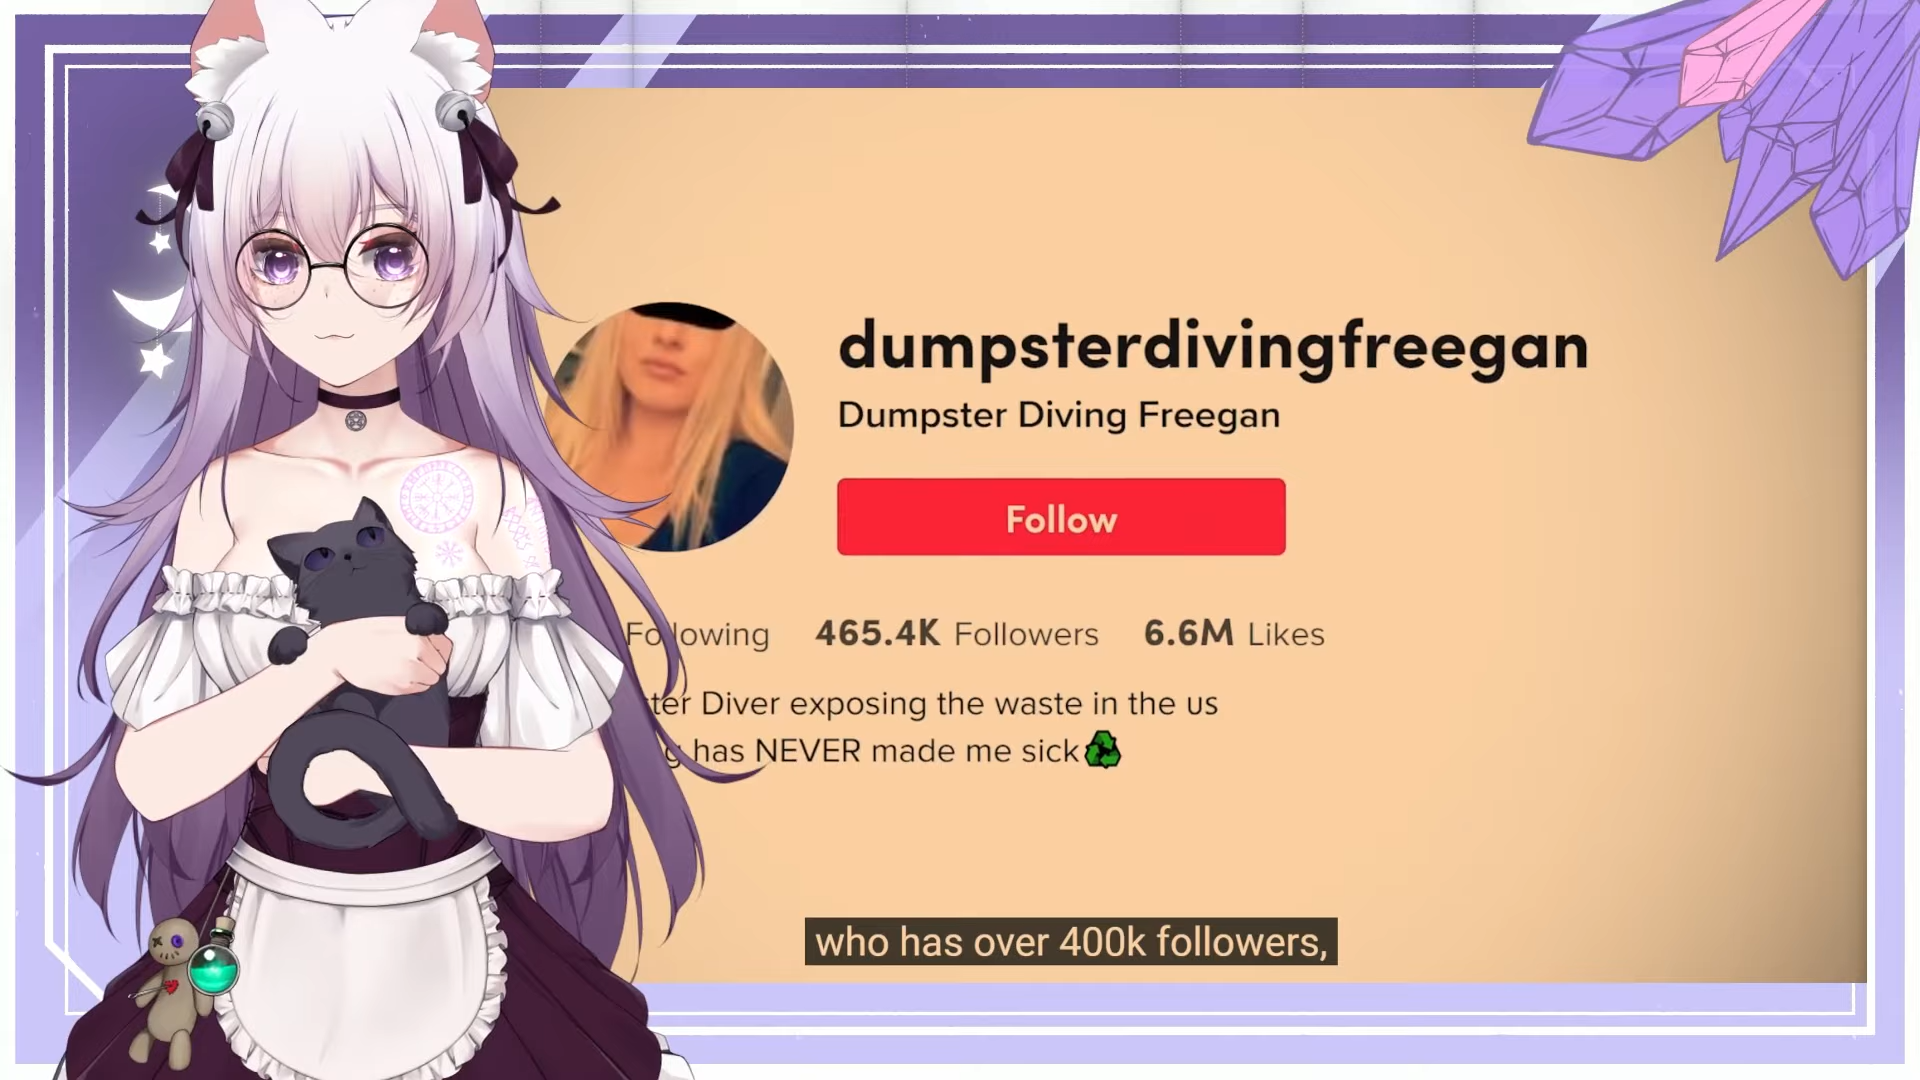 dumpsterdivingfreegan
Dumpster Diving Freegan
Follow
Following 465.4K Followers 6.6M Likes
Diver exposing the waste in the us
has NEVER made me sick
who has over 400k followers,